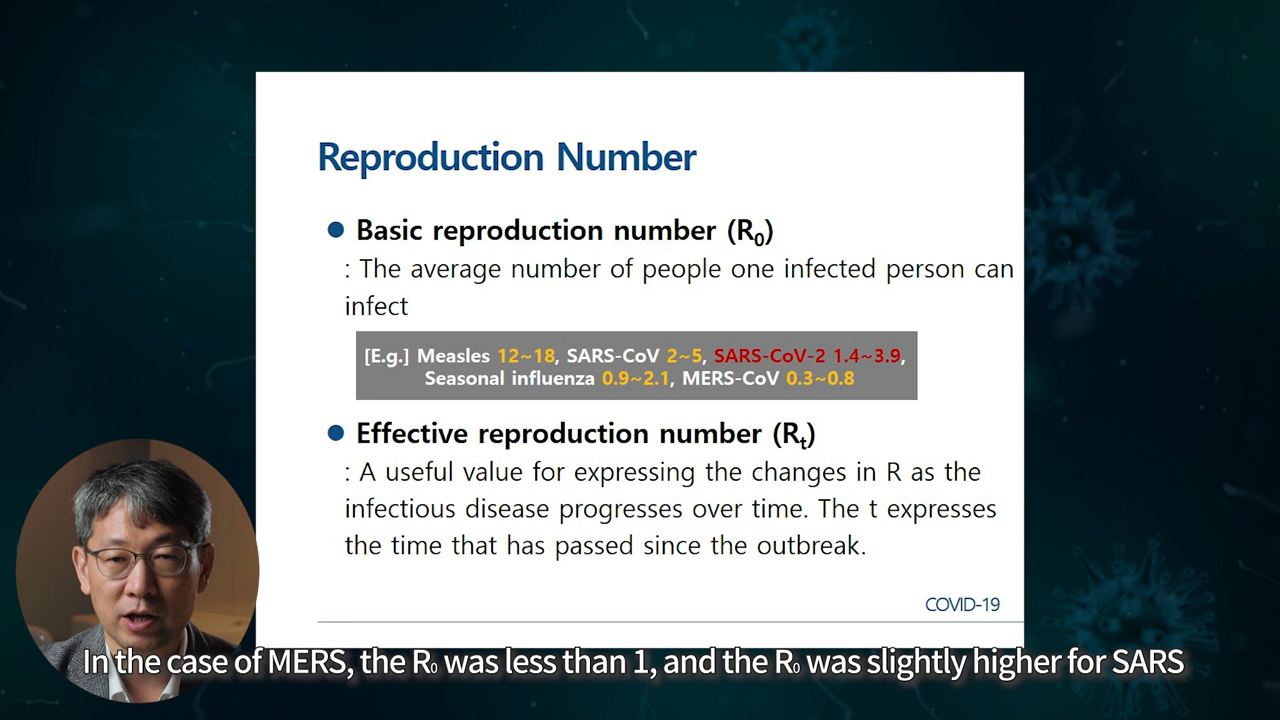 Reproduction Number
● Basic reproduction number (R₀)
: The average number of people one infected person can
infect
[E.g.] Measles 12~18, SARS-CoV 2~5, SARS-CoV-2 1.4~3.9,
Seasonal influenza 0.9~2.1, MERS-CoV 0.3~0.8
● Effective reproduction number (Rₜ)
: A useful value for expressing the changes in R as the
infectious disease progresses over time. The t expresses
the time that has passed since the outbreak.
COVID-19
In the case of MERS, the R₀ was less than 1, and the R₀ was slightly higher for SARS